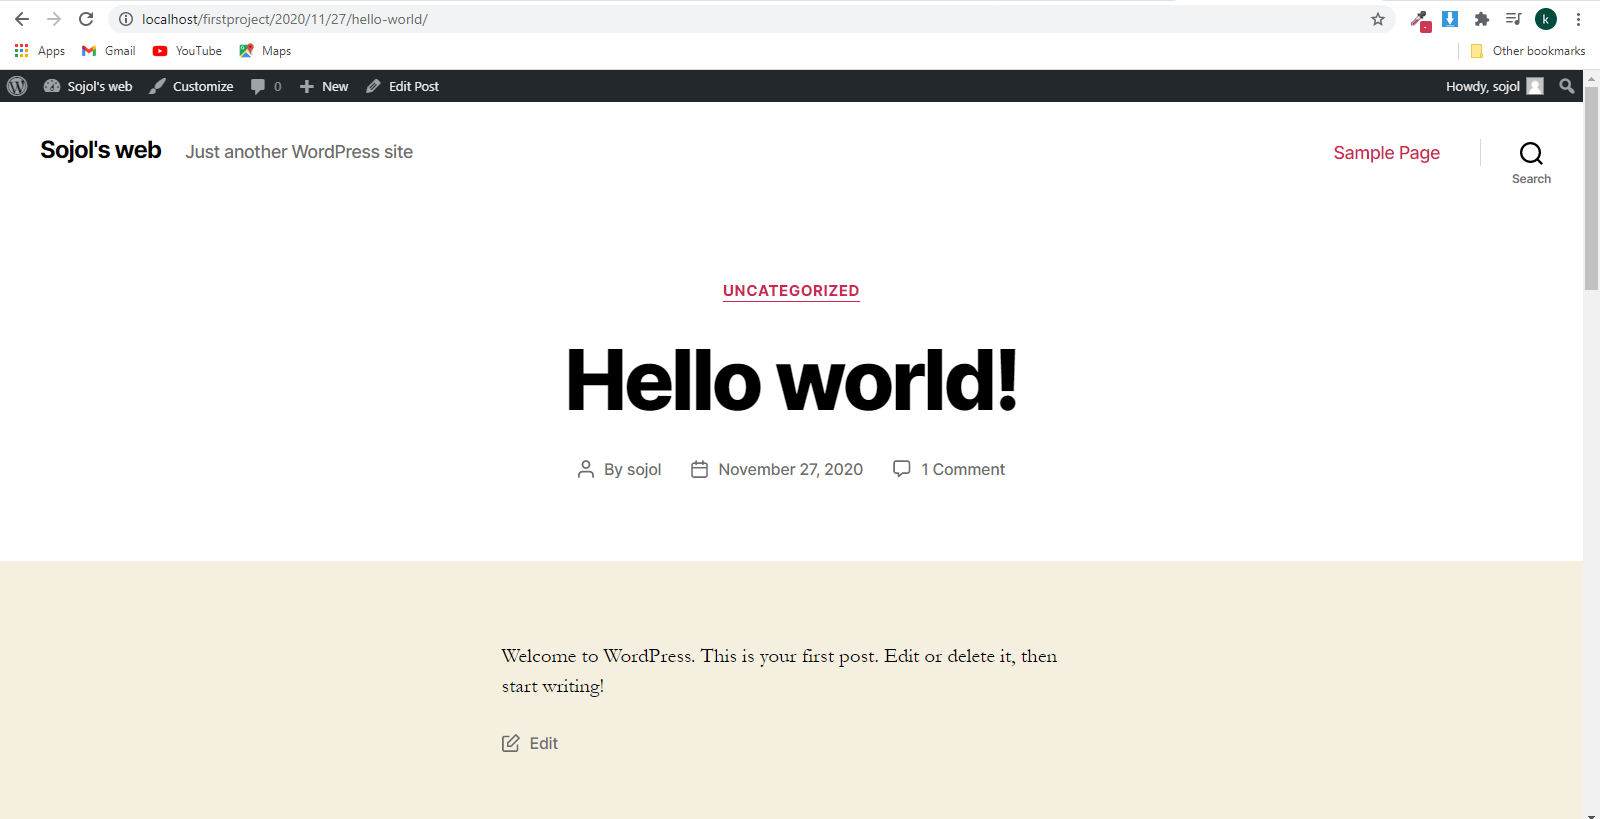 localhost/firstproject/2020/11/27/hello-world/
k
Apps Gmail YouTube Maps Other bookmarks
Sojol's web Customize 0 New Edit Post Howdy, sojol
Sojol's web Just another WordPress site Sample Page
Search
UNCATEGORIZED
Hello world!
By sojol November 27, 2020 1 Comment
Welcome to WordPress. This is your first post. Edit or delete it, then
start writing!
Edit